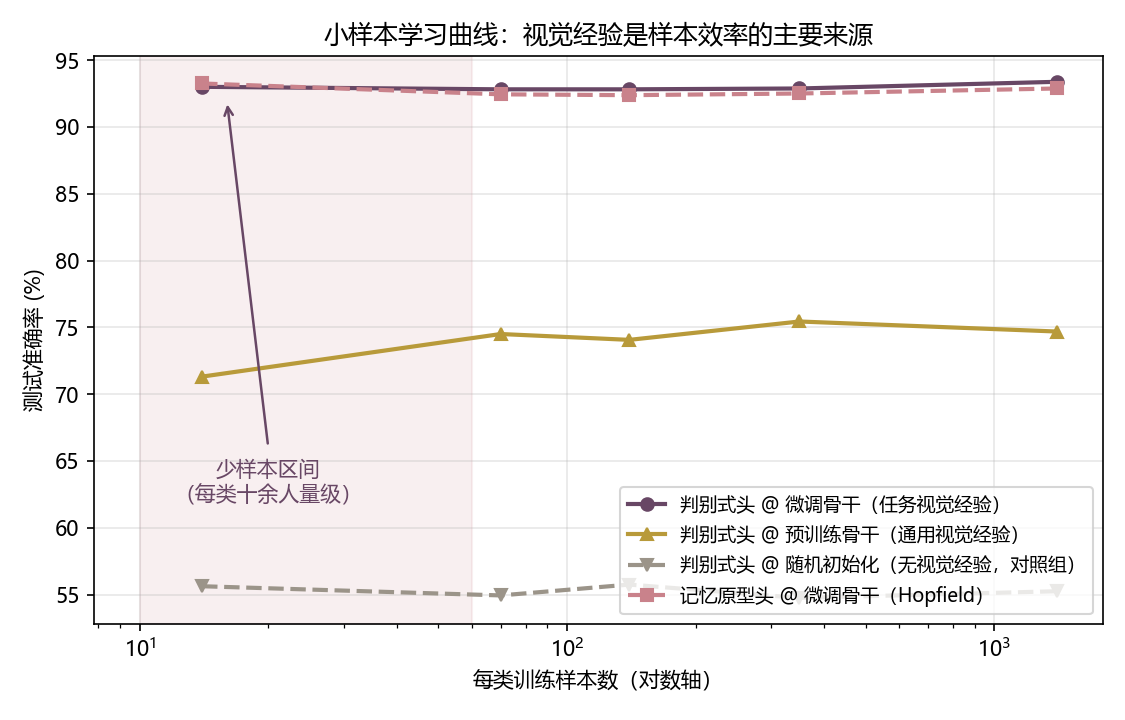 小样本学习曲线：视觉经验是样本效率的主要来源
测试准确率 (%)
95
90
85
80
75
70
65
60
55
少样本区间
（每类十余人量级）
判别式头 @ 微调骨干（任务视觉经验）
判别式头 @ 预训练骨干（通用视觉经验）
判别式头 @ 随机初始化（无视觉经验，对照组）
记忆原型头 @ 微调骨干（Hopfield）
10¹ 10² 10³
每类训练样本数（对数轴）